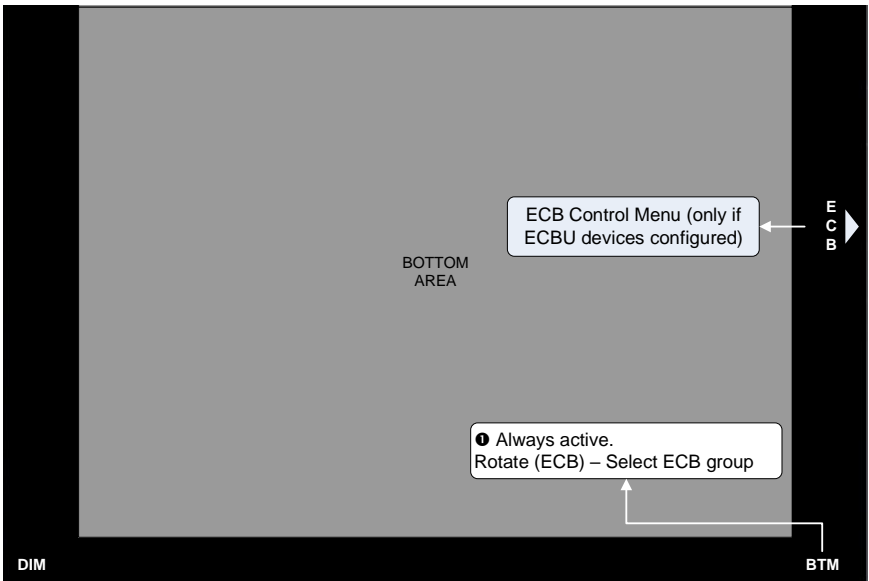 ECB Control Menu (only if
ECBU devices configured)
E
C
B
BOTTOM
AREA
❶ Always active.
Rotate (ECB) – Select ECB group
DIM
BTM